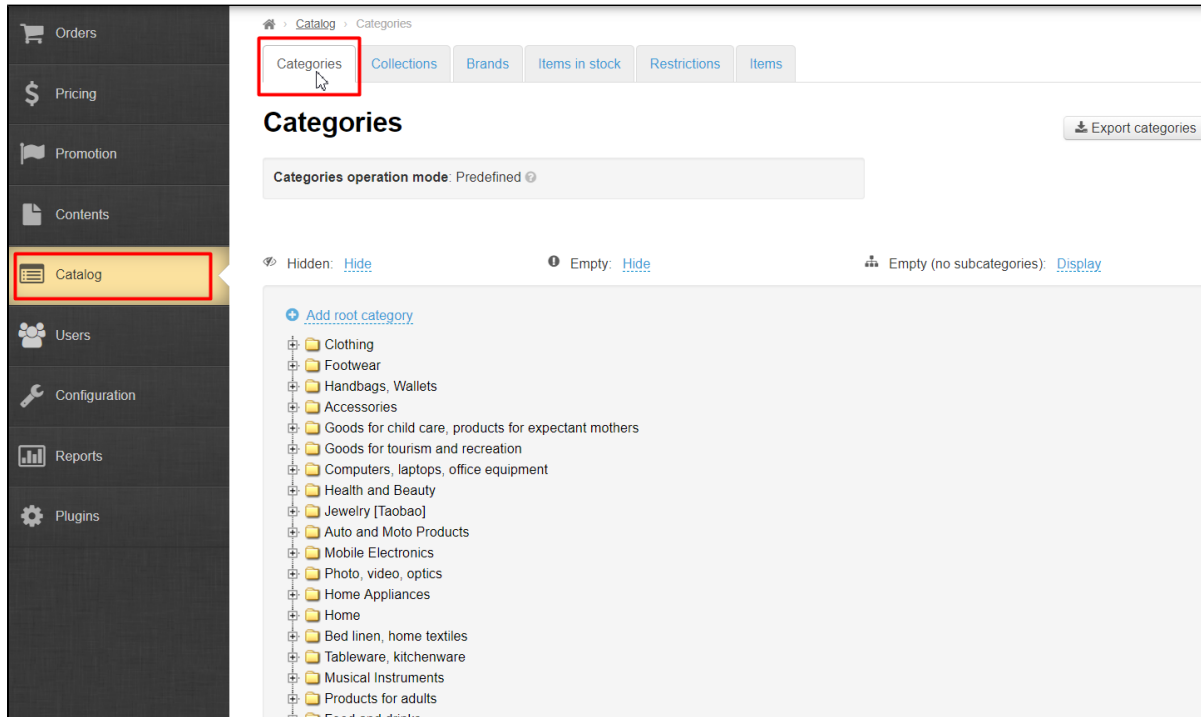 Orders
Pricing
Promotion
Contents
Catalog
Users
Configuration
Reports
Plugins
Catalog > Categories
Categories Collections Brands Items in stock Restrictions Items
Categories
Export categories
Categories operation mode: Predefined
Hidden: Hide Empty: Hide Empty (no subcategories): Display
Add root category
Clothing
Footwear
Handbags, Wallets
Accessories
Goods for child care, products for expectant mothers
Goods for tourism and recreation
Computers, laptops, office equipment
Health and Beauty
Jewelry [Taobao]
Auto and Moto Products
Mobile Electronics
Photo, video, optics
Home Appliances
Home
Bed linen, home textiles
Tableware, kitchenware
Musical Instruments
Products for adults
Food and drinks